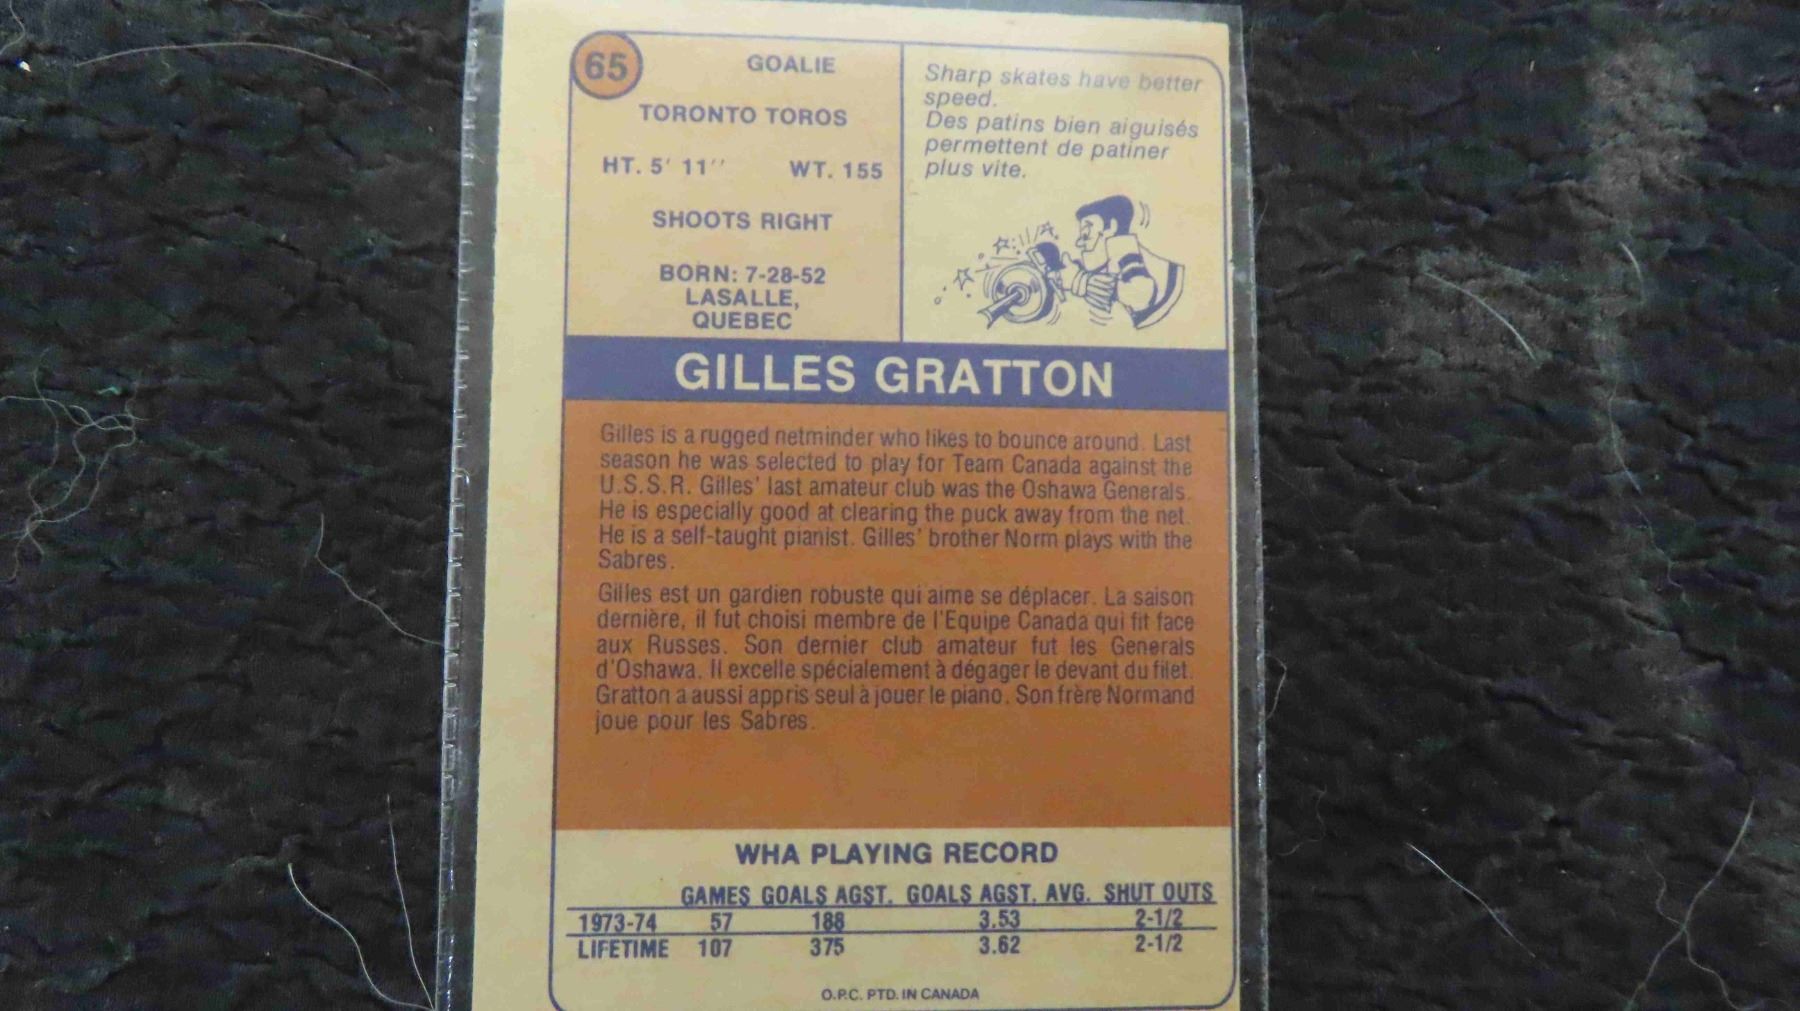 65
GOALIE
TORONTO TOROS
HT. 5' 11'' WT. 155
SHOOTS RIGHT
BORN: 7-28-52
LASALLE,
QUEBEC
Sharp skates have better
speed.
Des patins bien aiguisés
permettent de patiner
plus vite.
GILLES GRATTON
Gilles is a rugged netminder who likes to bounce around. Last
season he was selected to play for Team Canada against the
U.S.S.R. Gilles' last amateur club was the Oshawa Generals.
He is especially good at clearing the puck away from the net.
He is a self-taught pianist. Gilles' brother Norm plays with the
Sabres.
Gilles est un gardien robuste qui aime se déplacer. La saison
dernière, il fut choisi membre de l'Equipe Canada qui fit face
aux Russes. Son dernier club amateur fut les Generals
d'Oshawa. Il excelle spécialement à dégager le devant du filet.
Gratton a aussi appris seul à jouer le piano. Son frère Normand
joue pour les Sabres.
WHA PLAYING RECORD
GAMES GOALS AGST. GOALS AGST. AVG. SHUT OUTS
1973-74 57 188 3.53 2-1/2
LIFETIME 107 375 3.62 2-1/2
O.P.C. PTD. IN CANADA